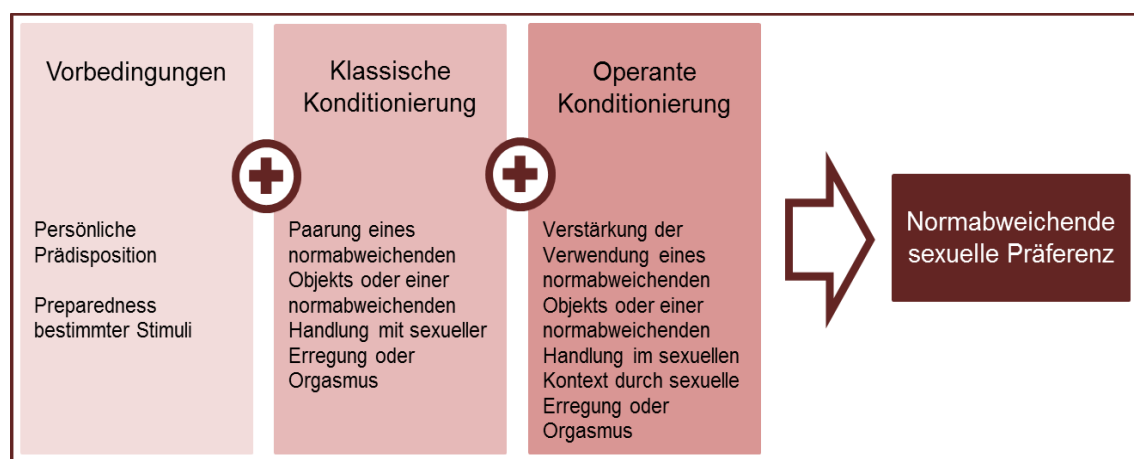 Vorbedingungen
Persönliche
Prädisposition
Preparedness
bestimmter Stimuli
Klassische
Konditionierung
Paarung eines
normabweichenden
Objekts oder einer
normabweichenden
Handlung mit sexueller
Erregung oder
Orgasmus
Operante
Konditionierung
Verstärkung der
Verwendung eines
normabweichenden
Objekts oder einer
normabweichenden
Handlung im sexuellen
Kontext durch sexuelle
Erregung oder
Orgasmus
Normabweichende
sexuelle Präferenz